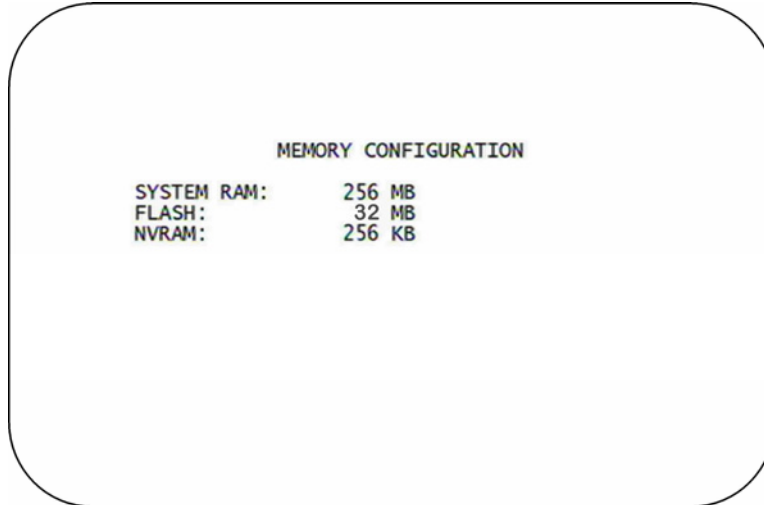 MEMORY CONFIGURATION
SYSTEM RAM: 256 MB
FLASH: 32 MB
NVRAM: 256 KB